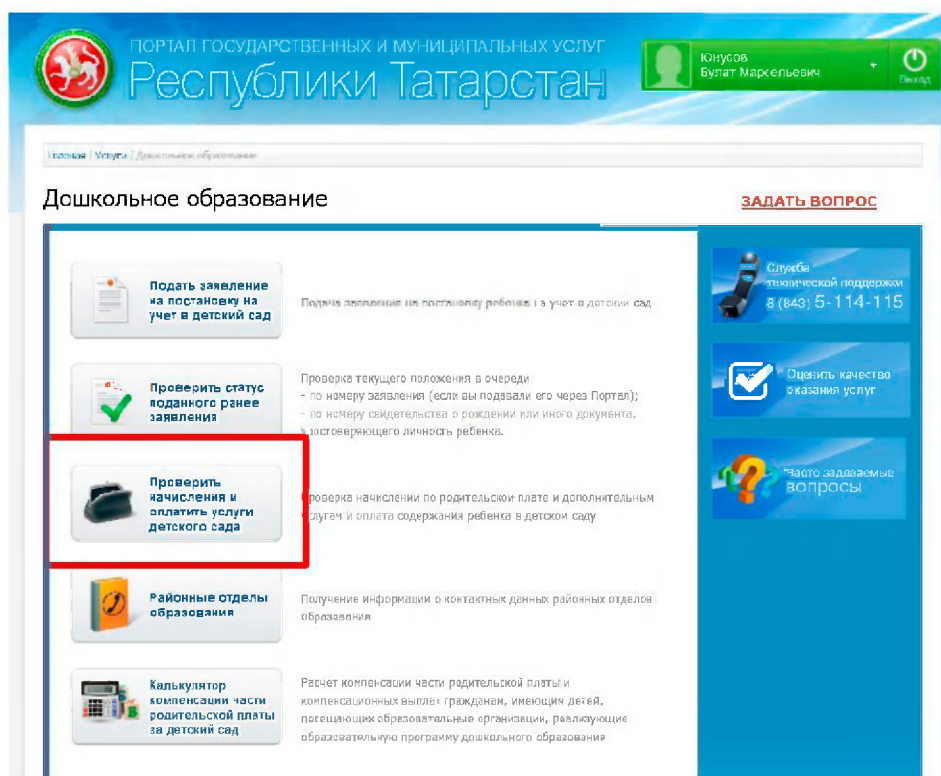 ПОРТАЛ ГОСУДАРСТВЕННЫХ И МУНИЦИПАЛЬНЫХ УСЛУГ
Республики Татарстан
Юнусов
Булат Марсельевич
Выход
Главная / Услуги / Дошкольное образование
Дошкольное образование
ЗАДАТЬ ВОПРОС
Подать заявление
на постановку на
учет в детский сад
Подача заявления на постановку ребенка на учет в детский сад
Проверить статус
поданного ранее
заявления
Проверка текущего положения в очереди
- по номеру заявления (если вы подавали его через Портал);
- по номеру свидетельства о рождении или иного документа,
удостоверяющего личность ребенка.
Проверить
начисления и
оплатить услуги
детского сада
Проверка начислений по родительской плате и дополнительным
услугам и оплата содержания ребенка в детском саду
Районные отделы
образования
Получение информации о контактных данных районных отделов
образования
Калькулятор
компенсации части
родительской платы
за детский сад
Расчет компенсации части родительской платы и
компенсационных выплат гражданам, имеющих детей,
посещающих образовательные организации, реализующие
образовательную программу дошкольного образования
Служба
технической поддержки
8 (843) 5-114-115
Оценить качество
оказания услуг
Часто задаваемые
вопросы